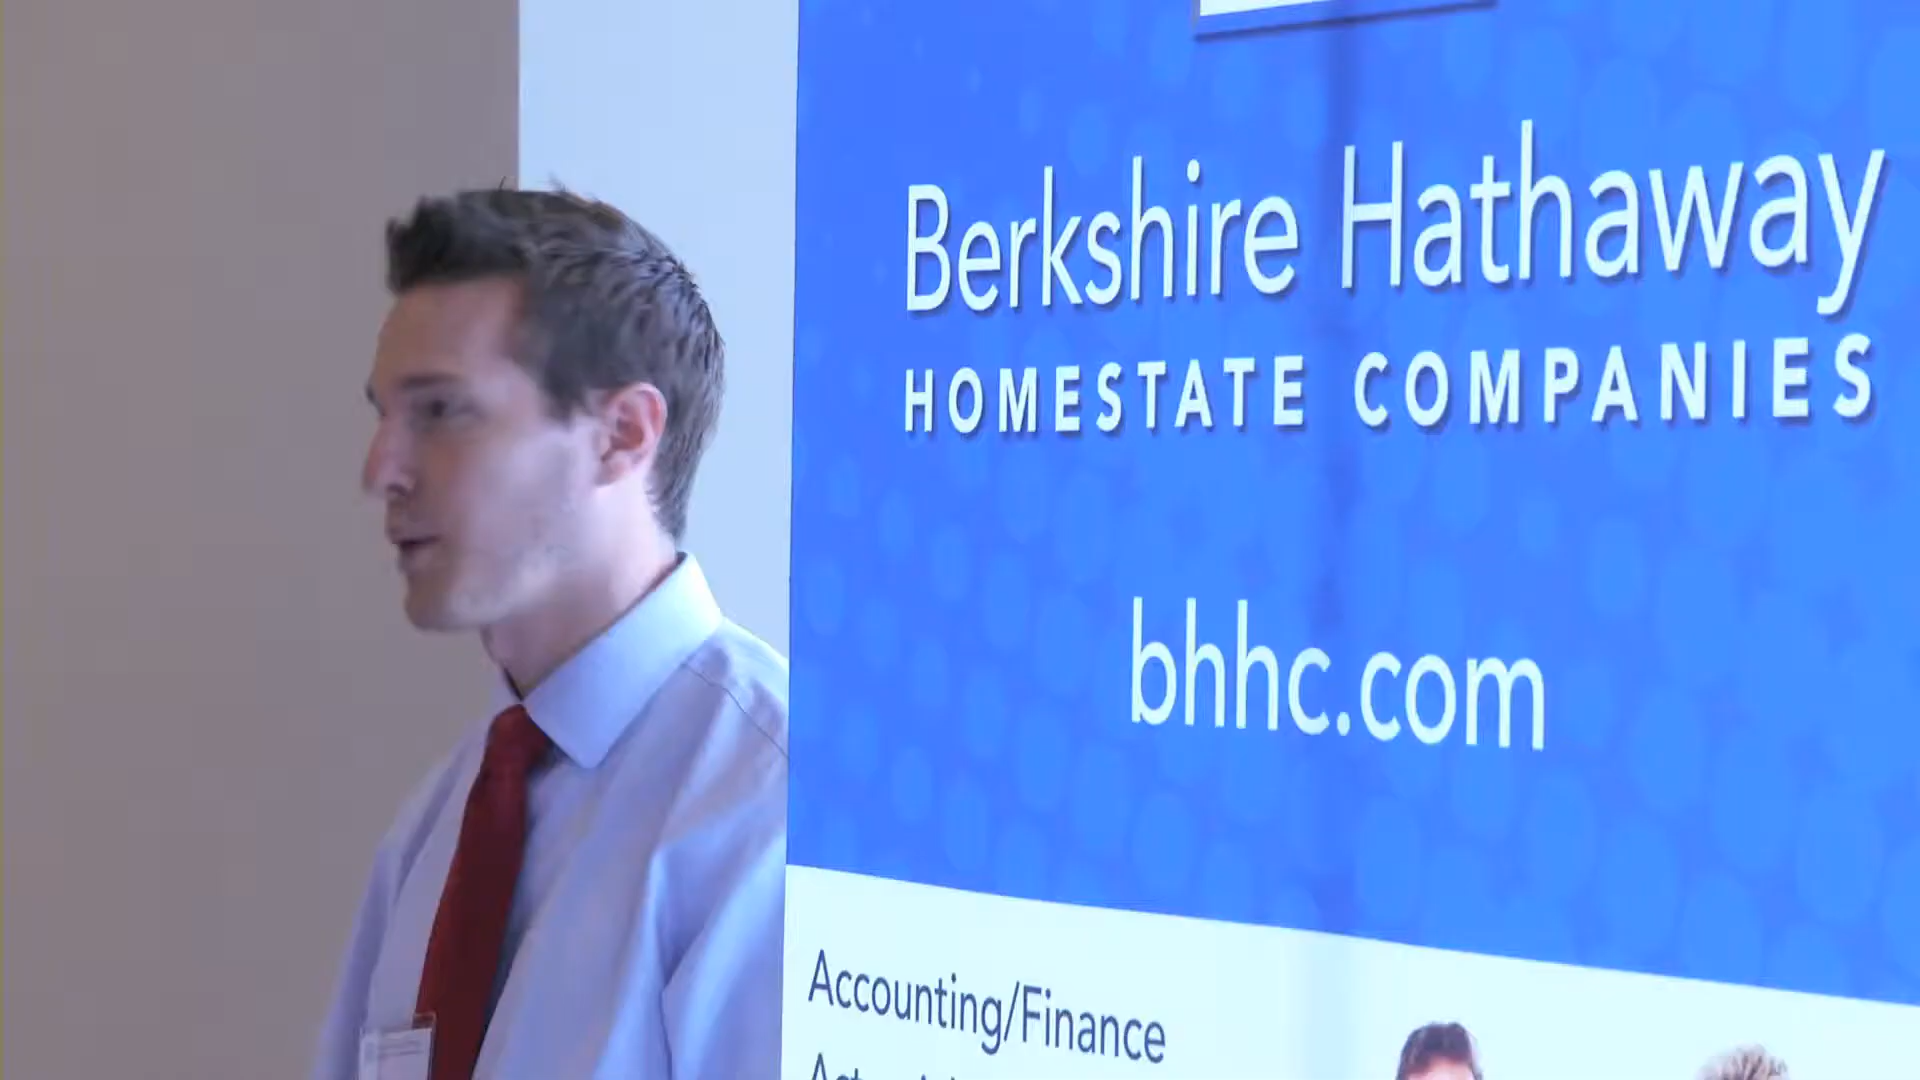 Berkshire Hathaway
HOMESTATE COMPANIES
bhhc.com
Accounting/Finance